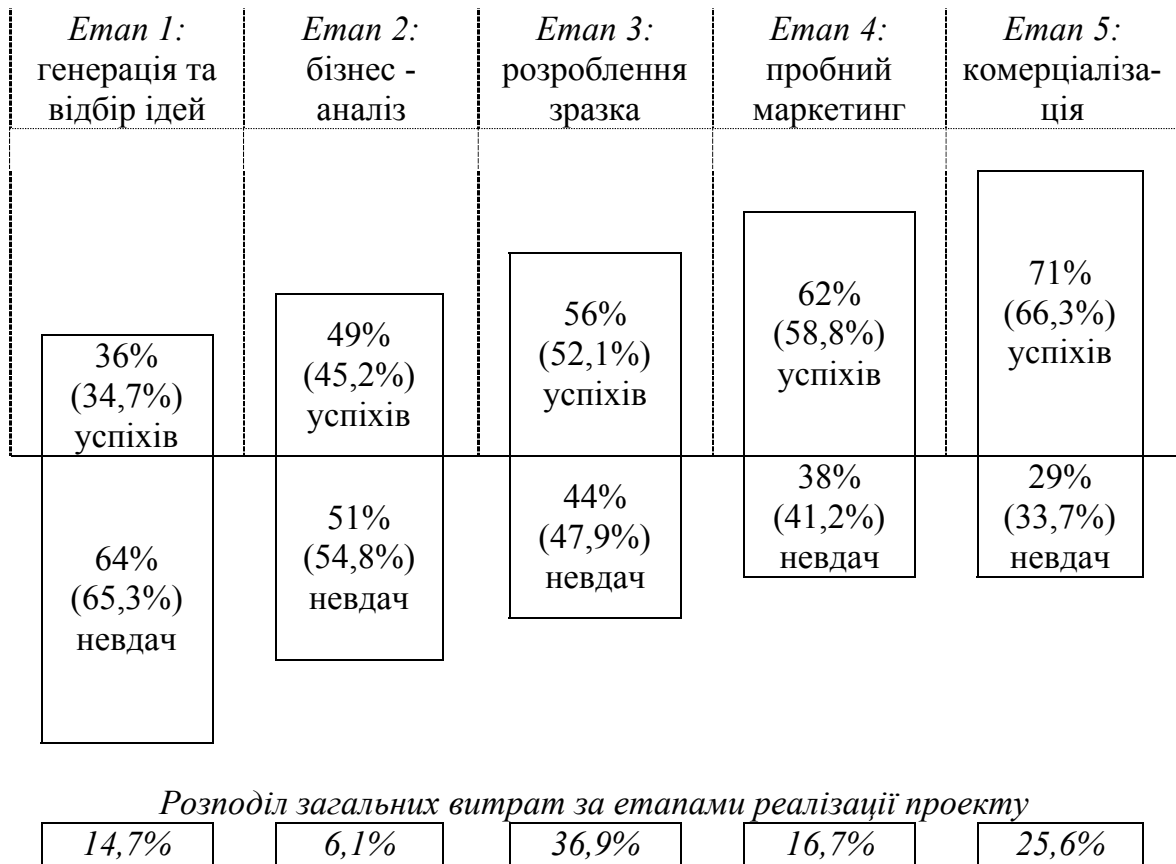 Етап 1:
генерація та
відбір ідей
Етап 2:
бізнес -
аналіз
Етап 3:
розроблення
зразка
Етап 4:
пробний
маркетинг
Етап 5:
комерціаліза-
ція
36%
(34,7%)
успіхів
49%
(45,2%)
успіхів
56%
(52,1%)
успіхів
62%
(58,8%)
успіхів
71%
(66,3%)
успіхів
64%
(65,3%)
невдач
51%
(54,8%)
невдач
44%
(47,9%)
невдач
38%
(41,2%)
невдач
29%
(33,7%)
невдач
Розподіл загальних витрат за етапами реалізації проекту
14,7%
6,1%
36,9%
16,7%
25,6%